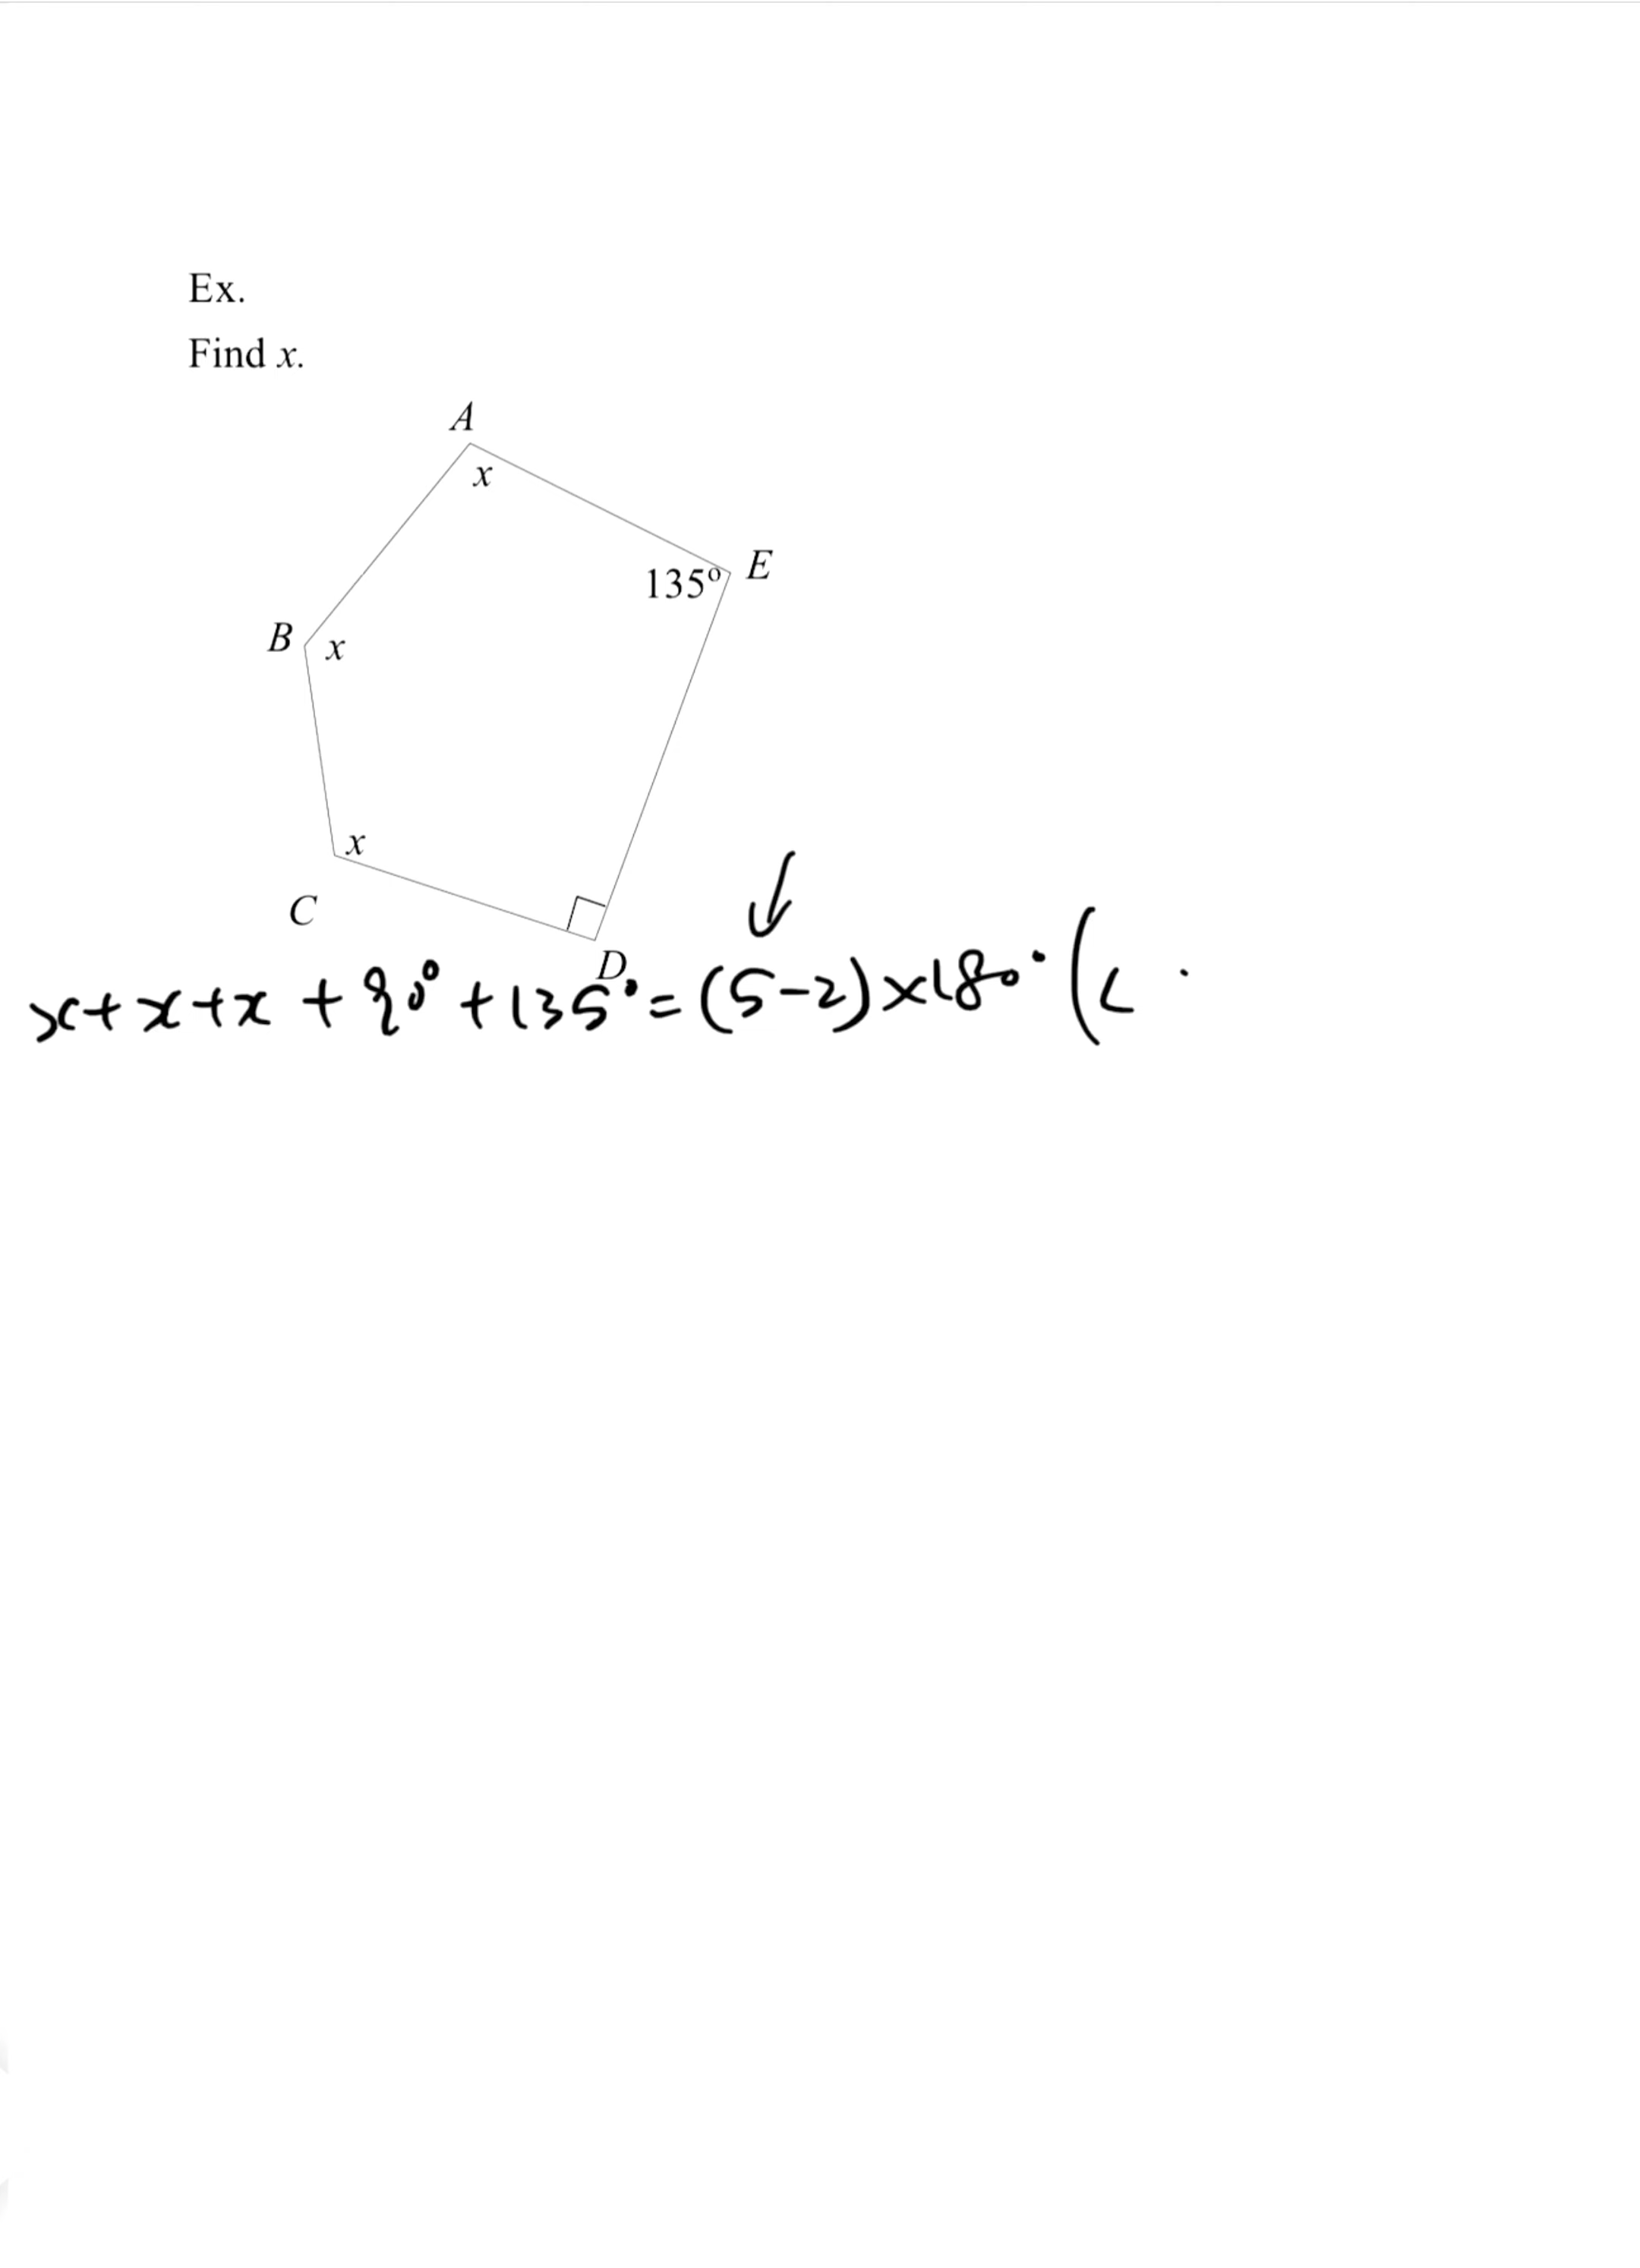 Ex.
Find x.
A
x
E
135°
B
x
x
C
D
x+x+x+90°+135°=(5-2)×180° (∠